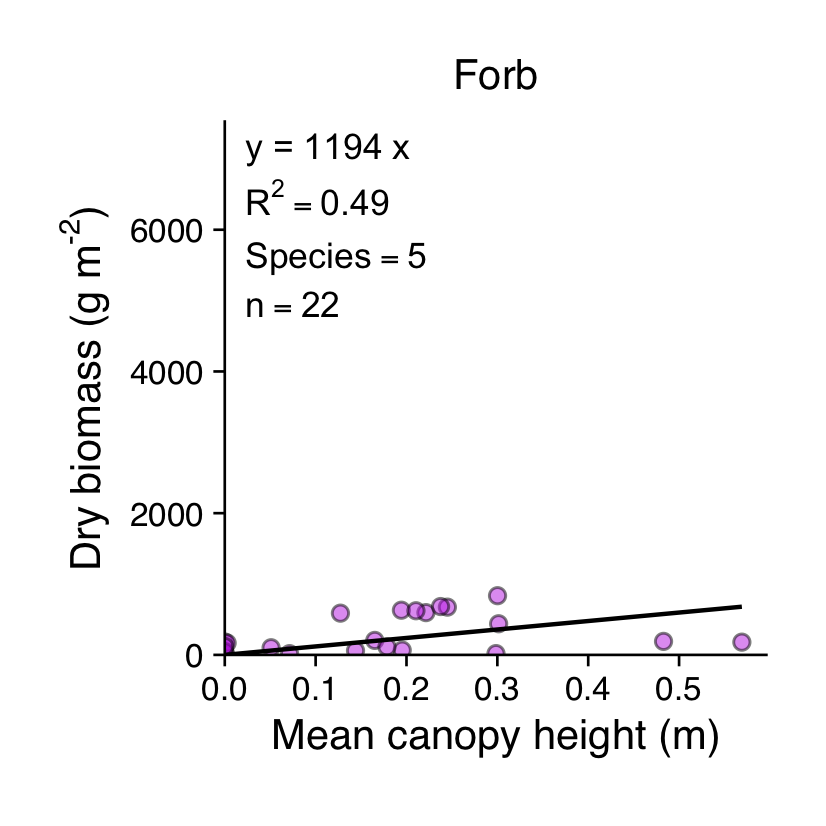 Forb
y = 1194 x
R² = 0.49
Species = 5
n = 22
Dry biomass (g m⁻²)
6000
4000
2000
0
0.0 0.1 0.2 0.3 0.4 0.5
Mean canopy height (m)